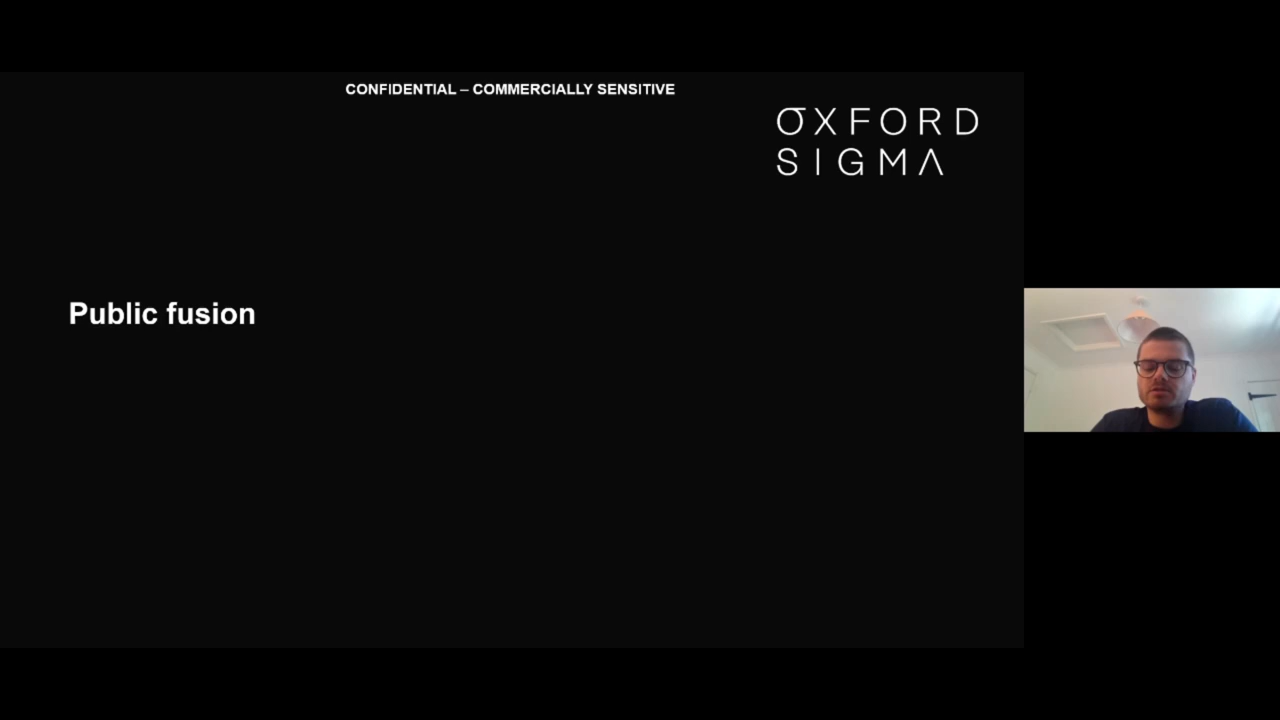 CONFIDENTIAL – COMMERCIALLY SENSITIVE
OXFORD
SIGMA
Public fusion